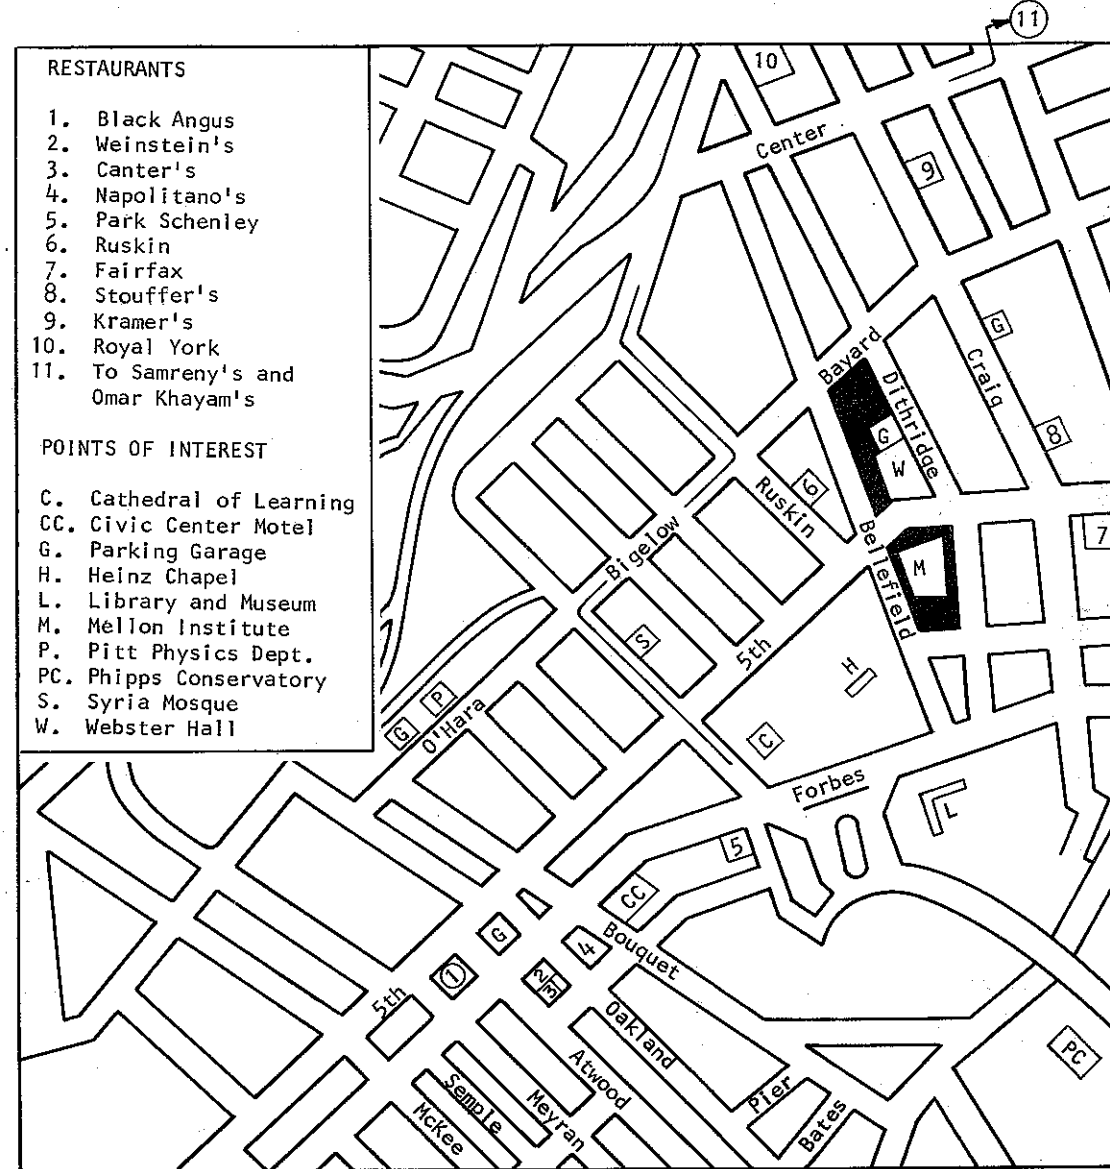 11
RESTAURANTS
1. Black Angus
2. Weinstein's
3. Canter's
4. Napolitano's
5. Park Schenley
6. Ruskin
7. Fairfax
8. Stouffer's
9. Kramer's
10. Royal York
11. To Samreny's and
Omar Khayam's
POINTS OF INTEREST
C. Cathedral of Learning
CC. Civic Center Motel
G. Parking Garage
H. Heinz Chapel
L. Library and Museum
M. Mellon Institute
P. Pitt Physics Dept.
PC. Phipps Conservatory
S. Syria Mosque
W. Webster Hall
10
Center
9
G
Bayard
Dithridge
Craig
8
G
W
6
Ruskin
Bigelow
Bellefield
7
M
S
5th
H
P
G
O'Hara
C
Forbes
L
5
CC
G
4
Bouquet
1
2
3
5th
Oakland
Atwood
PC
Semple
Meyran
McKee
Pier
Bates